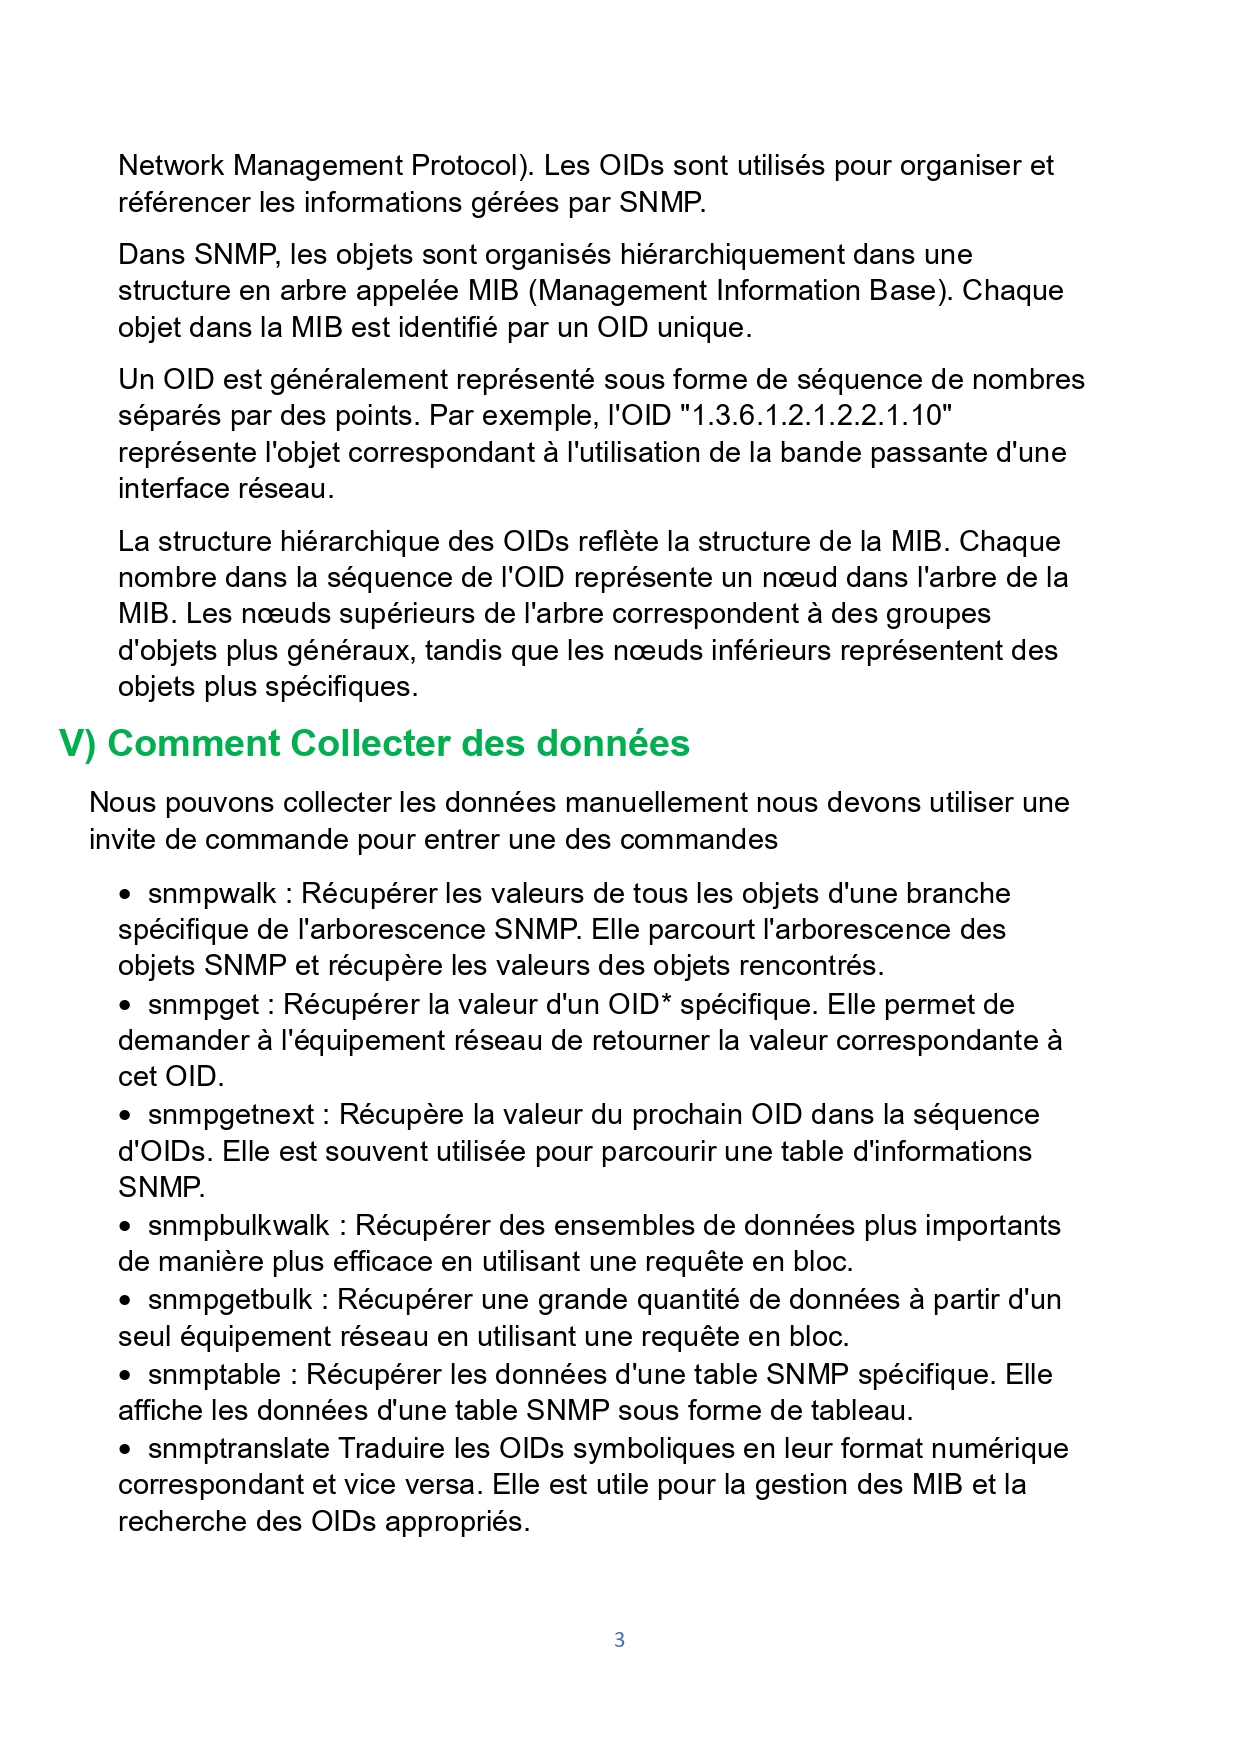 Network Management Protocol). Les OIDs sont utilisés pour organiser et
référencer les informations gérées par SNMP.
Dans SNMP, les objets sont organisés hiérarchiquement dans une
structure en arbre appelée MIB (Management Information Base). Chaque
objet dans la MIB est identifié par un OID unique.
Un OID est généralement représenté sous forme de séquence de nombres
séparés par des points. Par exemple, l'OID "1.3.6.1.2.1.2.2.1.10"
représente l'objet correspondant à l'utilisation de la bande passante d'une
interface réseau.
La structure hiérarchique des OIDs reflète la structure de la MIB. Chaque
nombre dans la séquence de l'OID représente un nœud dans l'arbre de la
MIB. Les nœuds supérieurs de l'arbre correspondent à des groupes
d'objets plus généraux, tandis que les nœuds inférieurs représentent des
objets plus spécifiques.
V) Comment Collecter des données
Nous pouvons collecter les données manuellement nous devons utiliser une
invite de commande pour entrer une des commandes
• snmpwalk : Récupérer les valeurs de tous les objets d'une branche
spécifique de l'arborescence SNMP. Elle parcourt l'arborescence des
objets SNMP et récupère les valeurs des objets rencontrés.
• snmpget : Récupérer la valeur d'un OID* spécifique. Elle permet de
demander à l'équipement réseau de retourner la valeur correspondante à
cet OID.
• snmpgetnext : Récupère la valeur du prochain OID dans la séquence
d'OIDs. Elle est souvent utilisée pour parcourir une table d'informations
SNMP.
• snmpbulkwalk : Récupérer des ensembles de données plus importants
de manière plus efficace en utilisant une requête en bloc.
• snmpgetbulk : Récupérer une grande quantité de données à partir d'un
seul équipement réseau en utilisant une requête en bloc.
• snmptable : Récupérer les données d'une table SNMP spécifique. Elle
affiche les données d'une table SNMP sous forme de tableau.
• snmptranslate Traduire les OIDs symboliques en leur format numérique
correspondant et vice versa. Elle est utile pour la gestion des MIB et la
recherche des OIDs appropriés.
3